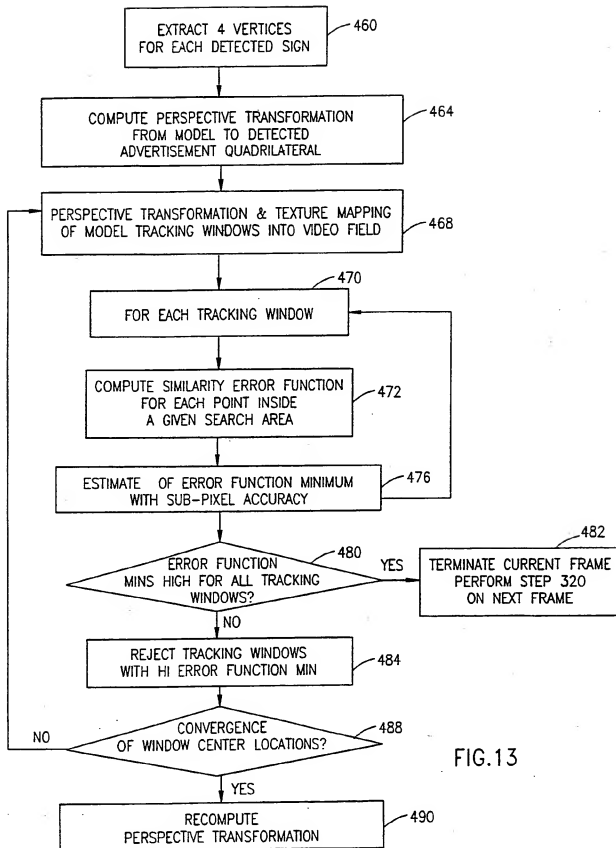 EXTRACT 4 VERTICES
FOR EACH DETECTED SIGN
460
COMPUTE PERSPECTIVE TRANSFORMATION
FROM MODEL TO DETECTED
ADVERTISEMENT QUADRILATERAL
464
PERSPECTIVE TRANSFORMATION & TEXTURE MAPPING
OF MODEL TRACKING WINDOWS INTO VIDEO FIELD
468
470
FOR EACH TRACKING WINDOW
COMPUTE SIMILARITY ERROR FUNCTION
FOR EACH POINT INSIDE
A GIVEN SEARCH AREA
472
ESTIMATE OF ERROR FUNCTION MINIMUM
WITH SUB-PIXEL ACCURACY
476
480
ERROR FUNCTION
MINS HIGH FOR ALL TRACKING
WINDOWS?
YES
482
TERMINATE CURRENT FRAME
PERFORM STEP 320
ON NEXT FRAME
NO
REJECT TRACKING WINDOWS
WITH HI ERROR FUNCTION MIN
484
CONVERGENCE
OF WINDOW CENTER LOCATIONS?
488
NO
YES
RECOMPUTE
PERSPECTIVE TRANSFORMATION
490
FIG.13